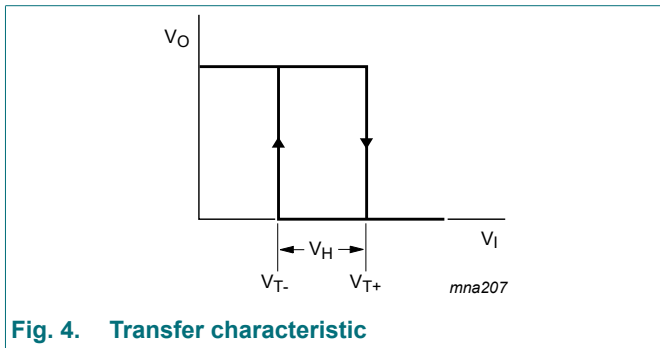 VO
VH
VI
VT-
VT+
mna207
Fig. 4. Transfer characteristic